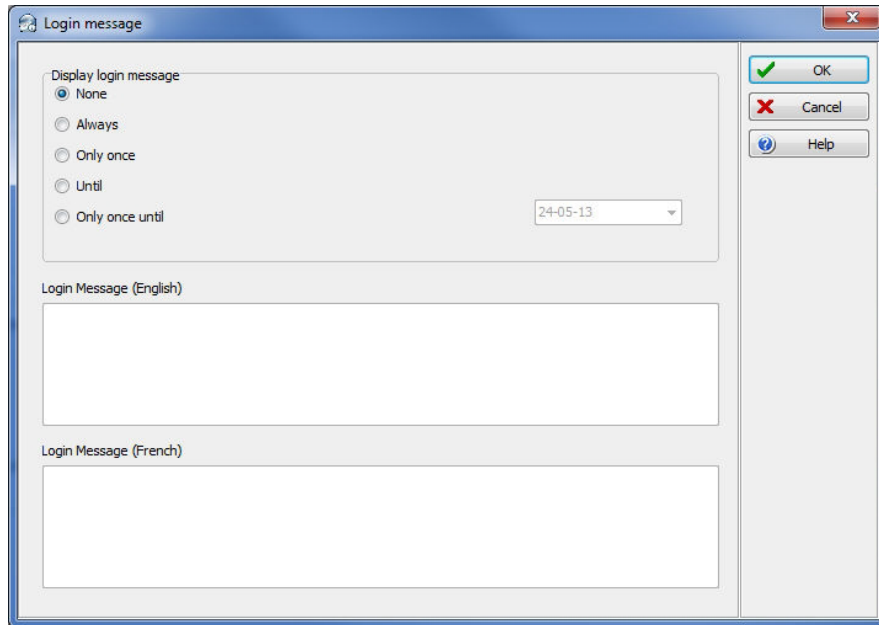 Login message
X
Display login message
None
Always
Only once
Until
Only once until
24-05-13
Login Message (English)
Login Message (French)
OK
Cancel
Help